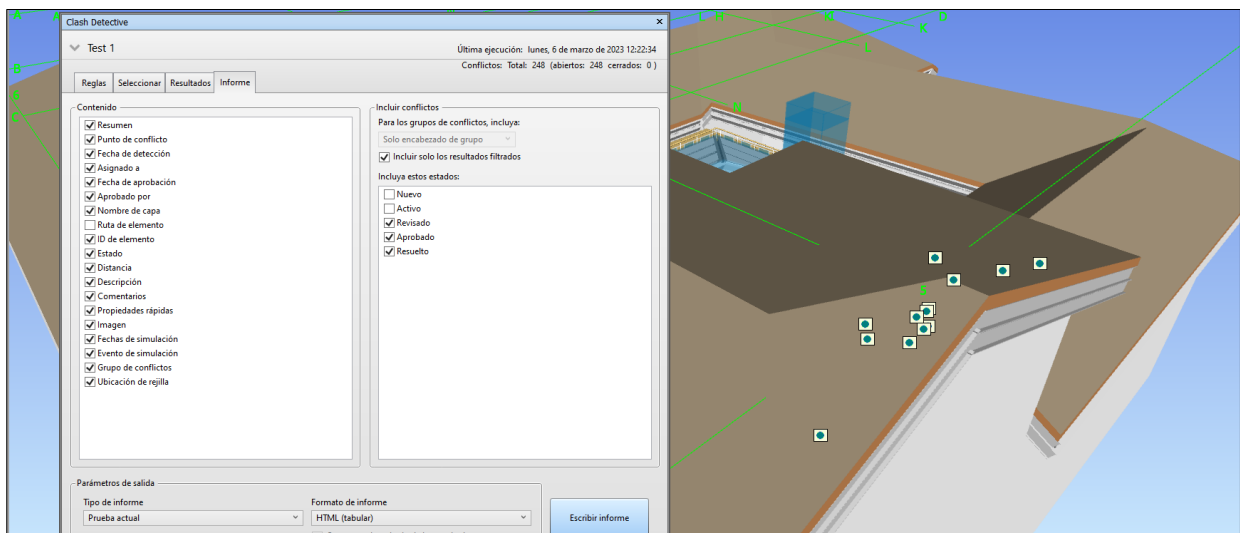 Clash Detective
Test 1
Última ejecución: lunes, 6 de marzo de 2023 12:22:34
Conflictos: Total: 248 (abiertos: 248 cerrados: 0 )
Reglas Seleccionar Resultados Informe
Contenido
Resumen
Punto de conflicto
Fecha de detección
Asignado a
Fecha de aprobación
Aprobado por
Nombre de capa
Ruta de elemento
ID de elemento
Estado
Distancia
Descripción
Comentarios
Propiedades rápidas
Imagen
Fechas de simulación
Evento de simulación
Grupo de conflictos
Ubicación de rejilla
Incluir conflictos
Para los grupos de conflictos, incluya:
Solo encabezado de grupo
Incluir solo los resultados filtrados
Incluya estos estados:
Nuevo
Activo
Revisado
Aprobado
Resuelto
Parámetros de salida
Tipo de informe
Prueba actual
Formato de informe
HTML (tabular)
Escribir informe
D
K
L
N
S